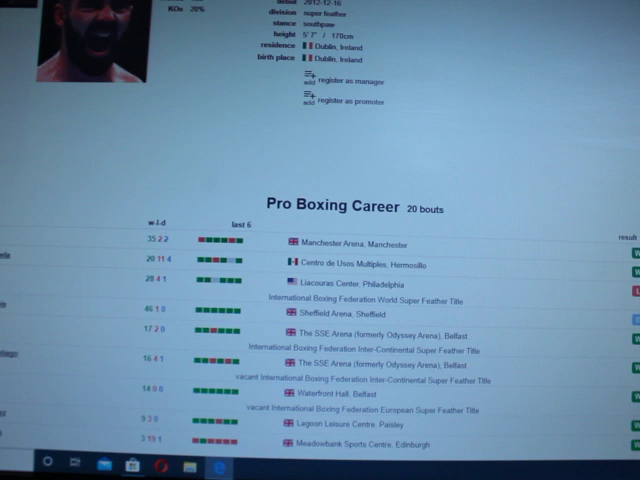 KOs 20%
debut 2012-12-16
division super feather
stance southpaw
height 5' 7" / 170cm
residence Dublin, Ireland
birth place Dublin, Ireland
add register as manager
add register as promoter
Pro Boxing Career 20 bouts
w-l-d last 6 result
35 2 2 Manchester Arena, Manchester
20 11 4 Centro de Usos Multiples, Hermosillo
28 4 1 Liacouras Center, Philadelphia
International Boxing Federation World Super Feather Title
46 1 0 Sheffield Arena, Sheffield
17 2 0 The SSE Arena (formerly Odyssey Arena), Belfast
International Boxing Federation Inter-Continental Super Feather Title
16 4 1 The SSE Arena (formerly Odyssey Arena), Belfast
vacant International Boxing Federation Inter-Continental Super Feather Title
14 0 0 Waterfront Hall, Belfast
vacant International Boxing Federation European Super Feather Title
9 3 0 Lagoon Leisure Centre, Paisley
3 19 1 Meadowbank Sports Centre, Edinburgh